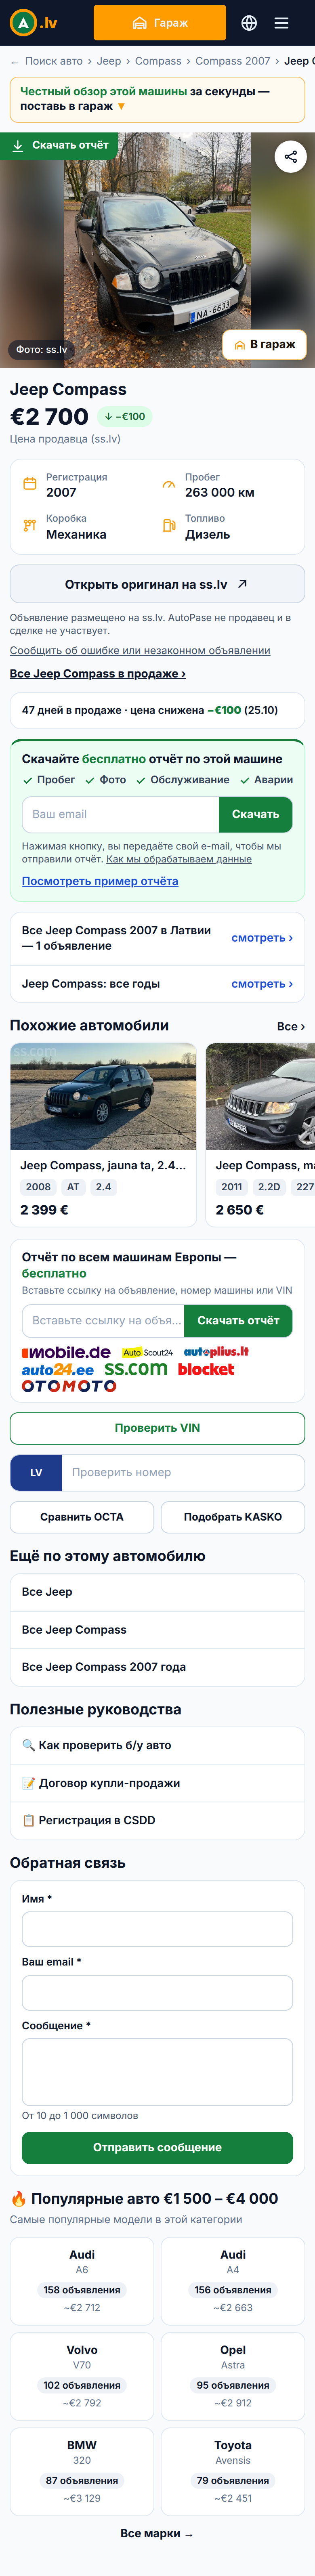 .lv
Гараж
← Поиск авто › Jeep › Compass › Compass 2007 › Jeep
Честный обзор этой машины за секунды —
поставь в гараж ▼
Скачать отчёт
NA-6633
ss.com
Фото: ss.lv
В гараж
Jeep Compass
€2 700 ↓ −€100
Цена продавца (ss.lv)
Регистрация
2007
Пробег
263 000 км
Коробка
Механика
Топливо
Дизель
Открыть оригинал на ss.lv ↗
Объявление размещено на ss.lv. AutoPase не продавец и в
сделке не участвует.
Сообщить об ошибке или незаконном объявлении
Все Jeep Compass в продаже ›
47 дней в продаже · цена снижена −€100 (25.10)
Скачайте бесплатно отчёт по этой машине
✓ Пробег ✓ Фото ✓ Обслуживание ✓ Аварии
Ваш email
Скачать
Нажимая кнопку, вы передаёте свой e-mail, чтобы мы
отправили отчёт. Как мы обрабатываем данные
Посмотреть пример отчёта
Все Jeep Compass 2007 в Латвии
— 1 объявление
смотреть ›
Jeep Compass: все годы
смотреть ›
Похожие автомобили
Все ›
ss.com
Jeep Compass, jauna ta, 2.4…
2008 AT 2.4
2 399 €
Jeep Compass, ma
2011 2.2D 227
2 650 €
Отчёт по всем машинам Европы —
бесплатно
Вставьте ссылку на объявление, номер машины или VIN
Вставьте ссылку на объя…
Скачать отчёт
mobile.de AutoScout24 autoplius.lt
auto24.ee ss.com blocket
OTOMOTO
Проверить VIN
LV
Проверить номер
Сравнить ОСТА
Подобрать KASKO
Ещё по этому автомобилю
Все Jeep
Все Jeep Compass
Все Jeep Compass 2007 года
Полезные руководства
🔍 Как проверить б/у авто
📝 Договор купли-продажи
📋 Регистрация в CSDD
Обратная связь
Имя *
Ваш email *
Сообщение *
От 10 до 1 000 символов
Отправить сообщение
🔥 Популярные авто €1 500 – €4 000
Самые популярные модели в этой категории
Audi
A6
158 объявления
~€2 712
Audi
A4
156 объявления
~€2 663
Volvo
V70
102 объявления
~€2 792
Opel
Astra
95 объявления
~€2 912
BMW
320
87 объявления
~€3 129
Toyota
Avensis
79 объявления
~€2 451
Все марки →